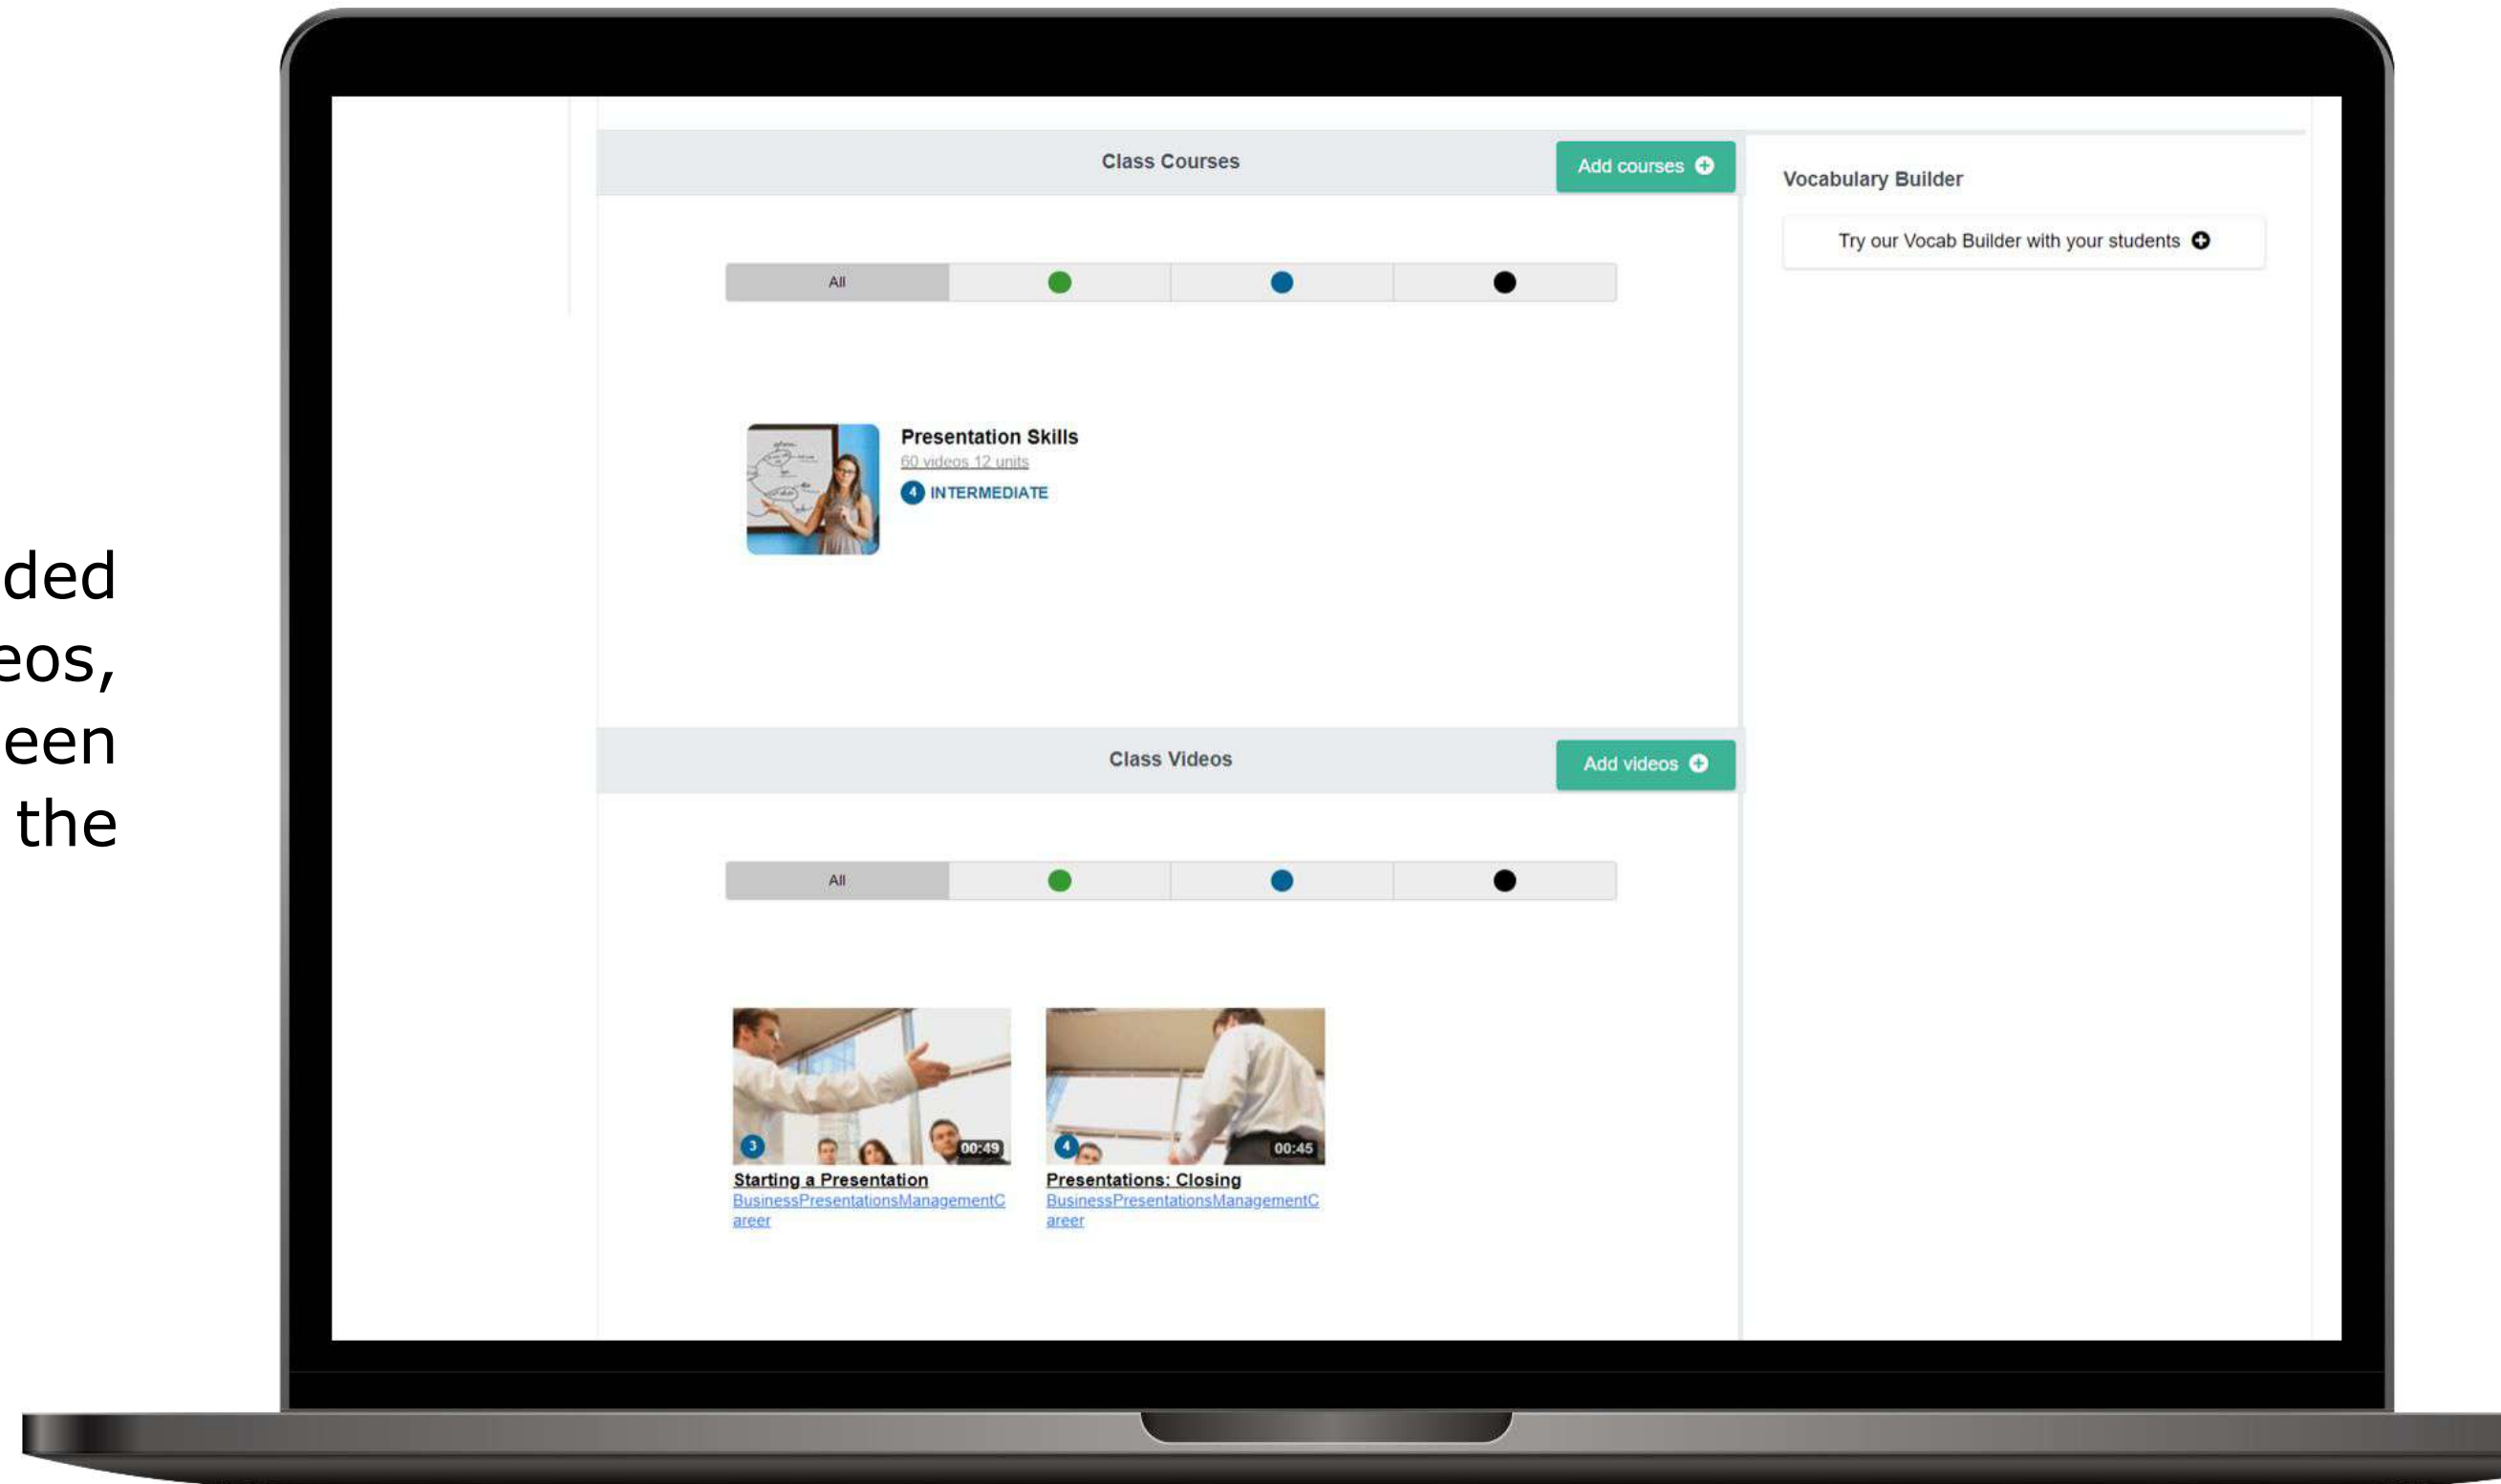 ded
eos,
een
the
Class Courses
Add courses
Vocabulary Builder
Try our Vocab Builder with your students
All
Presentation Skills
60 videos 12 units
4 INTERMEDIATE
Class Videos
Add videos
All
3
00:49
4
00:45
Starting a Presentation
BusinessPresentationsManagementC
areer
Presentations: Closing
BusinessPresentationsManagementC
areer